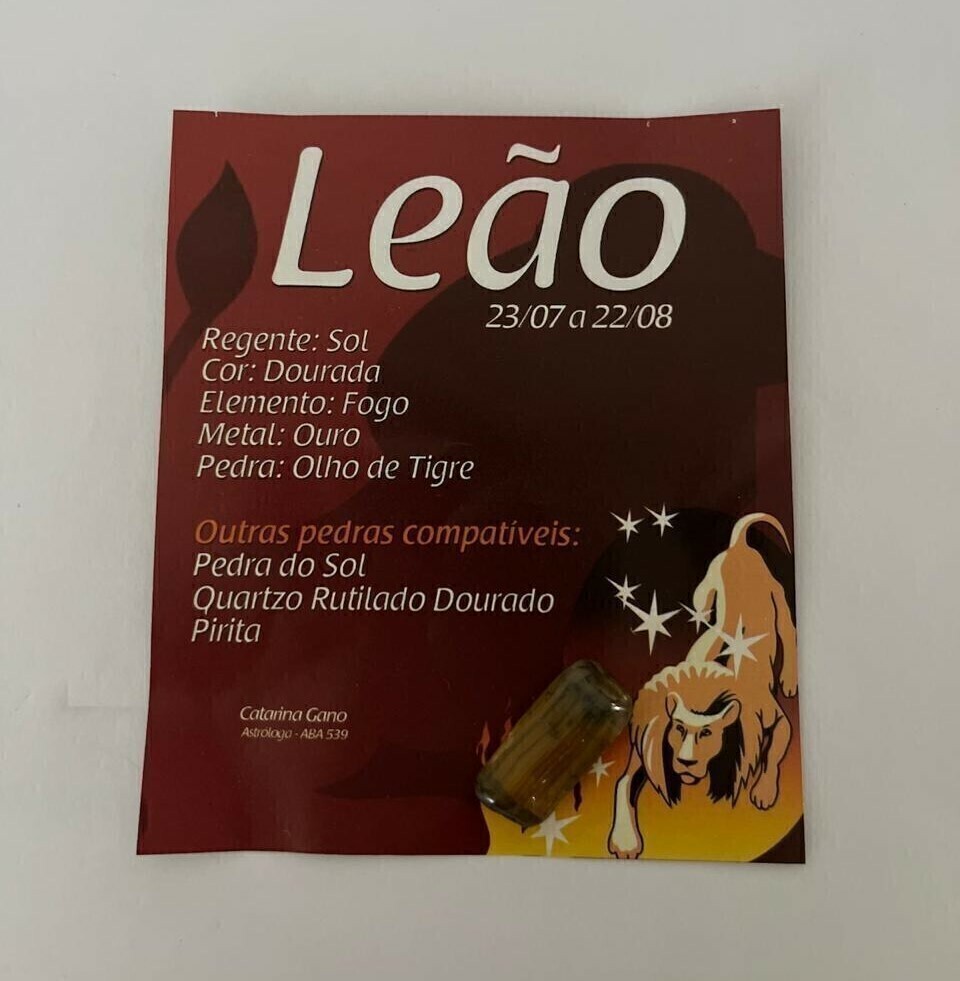 Leão
23/07 a 22/08
Regente: Sol
Cor: Dourada
Elemento: Fogo
Metal: Ouro
Pedra: Olho de Tigre
Outras pedras compatíveis:
Pedra do Sol
Quartzo Rutilado Dourado
Pirita
Catarina Gano
Astróloga - ABA 539